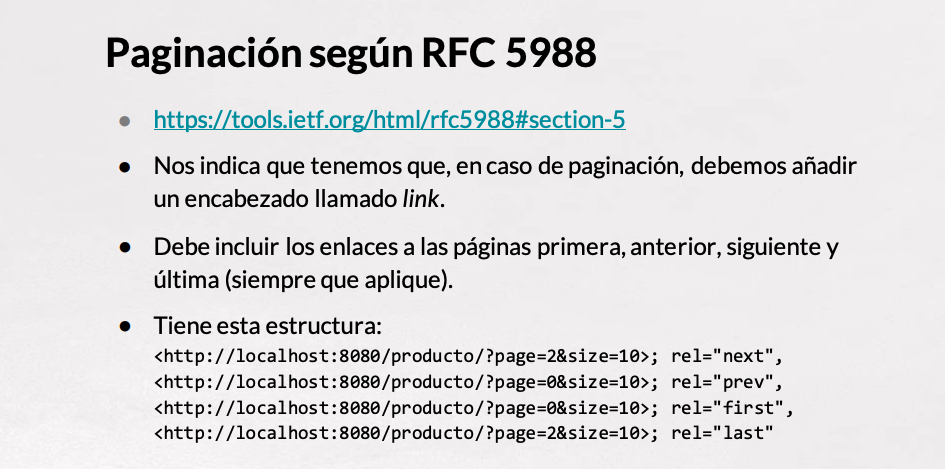 Paginación según RFC 5988
● https://tools.ietf.org/html/rfc5988#section-5
● Nos indica que tenemos que, en caso de paginación, debemos añadir
un encabezado llamado link.
● Debe incluir los enlaces a las páginas primera, anterior, siguiente y
última (siempre que aplique).
● Tiene esta estructura:
<http://localhost:8080/producto/?page=2&size=10>; rel="next",
<http://localhost:8080/producto/?page=0&size=10>; rel="prev",
<http://localhost:8080/producto/?page=0&size=10>; rel="first",
<http://localhost:8080/producto/?page=2&size=10>; rel="last"